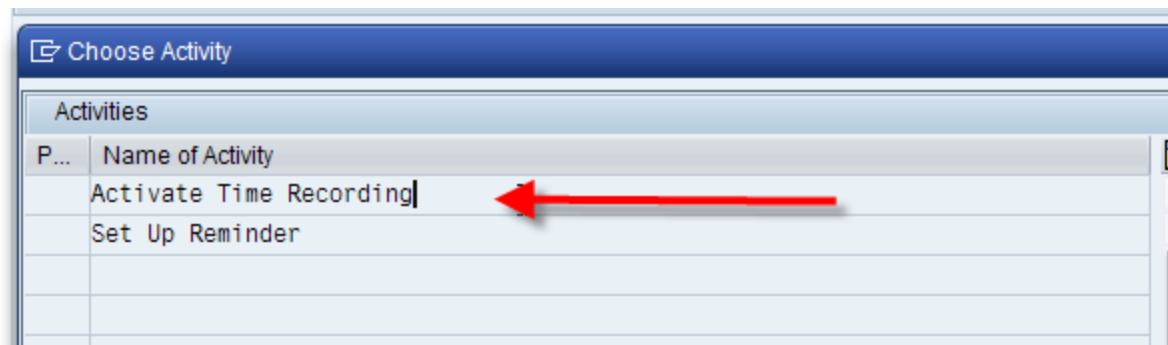 Choose Activity
Activities
P... Name of Activity
Activate Time Recording
Set Up Reminder